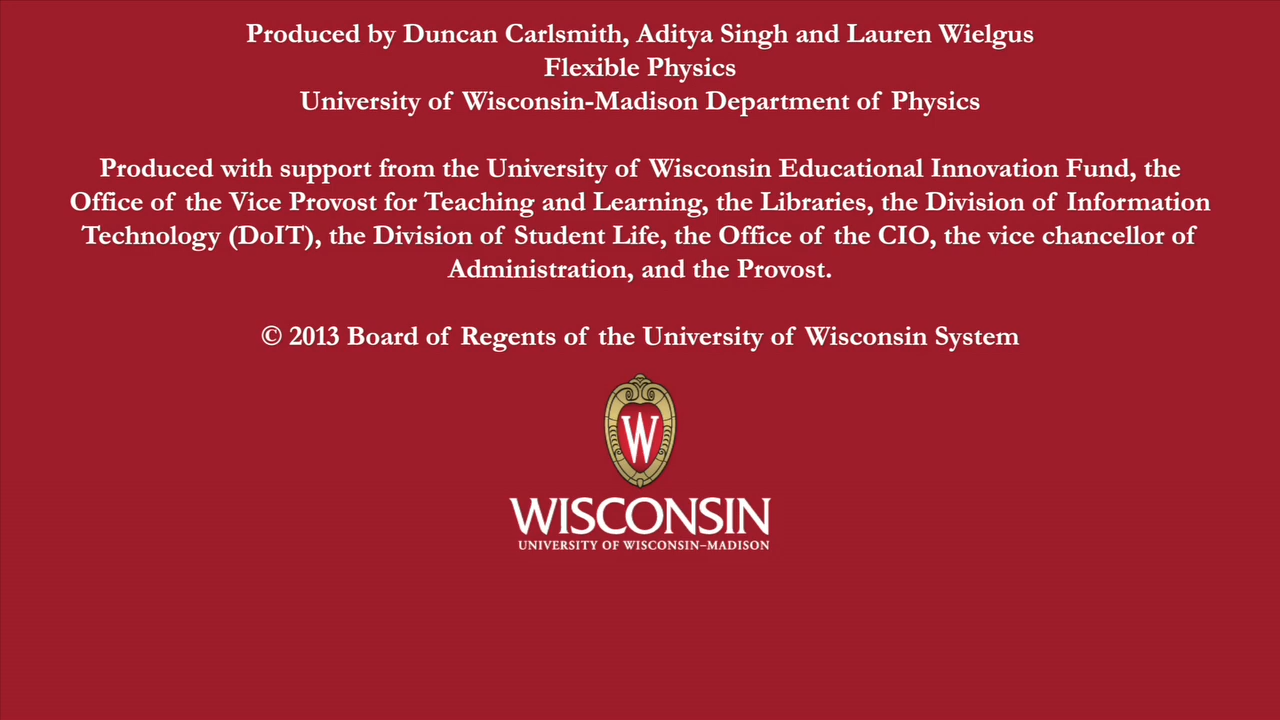 Produced by Duncan Carlsmith, Aditya Singh and Lauren Wielgus
Flexible Physics
University of Wisconsin-Madison Department of Physics
Produced with support from the University of Wisconsin Educational Innovation Fund, the
Office of the Vice Provost for Teaching and Learning, the Libraries, the Division of Information
Technology (DoIT), the Division of Student Life, the Office of the CIO, the vice chancellor of
Administration, and the Provost.
© 2013 Board of Regents of the University of Wisconsin System
W
WISCONSIN
UNIVERSITY OF WISCONSIN–MADISON